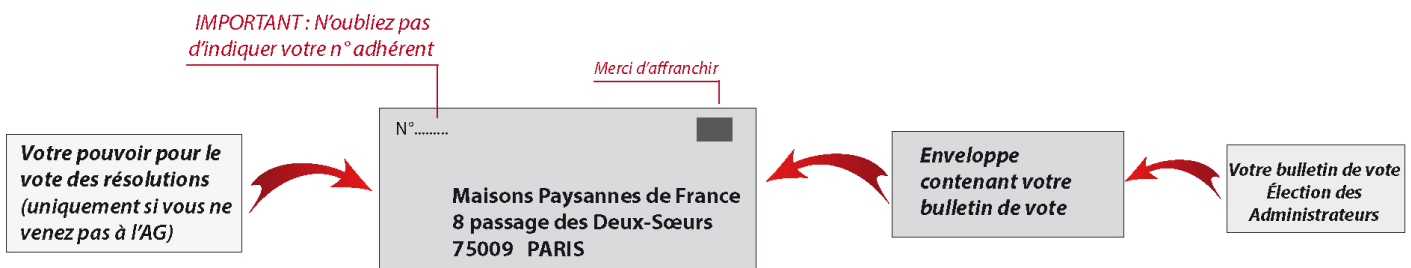 IMPORTANT : N'oubliez pas
d'indiquer votre n° adhérent
Merci d'affranchir
N°.........
Votre pouvoir pour le
vote des résolutions
(uniquement si vous ne
venez pas à l'AG)
Maisons Paysannes de France
8 passage des Deux-Sœurs
75009 PARIS
Enveloppe
contenant votre
bulletin de vote
Votre bulletin de vote
Élection des
Administrateurs